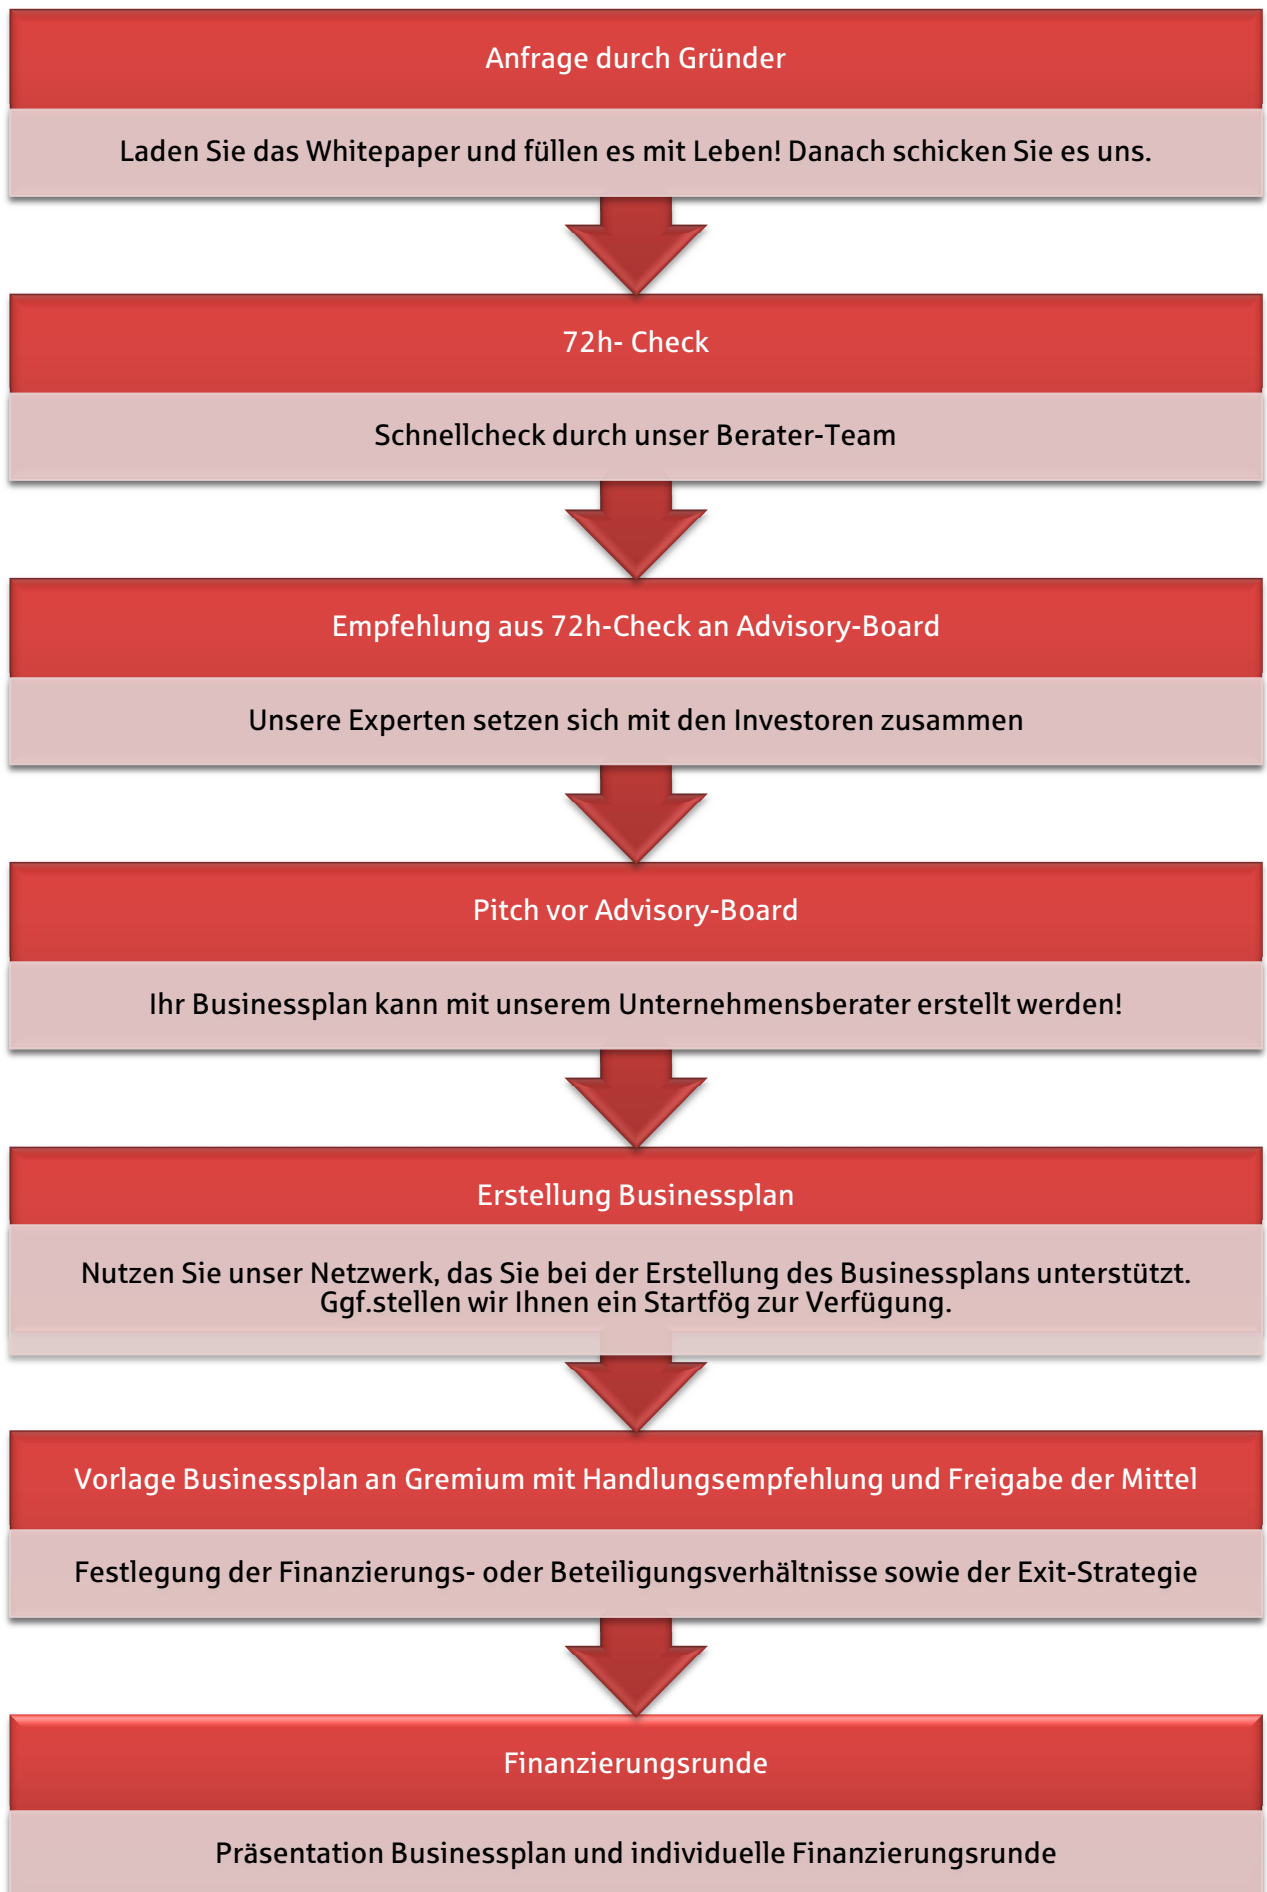 Anfrage durch Gründer
Laden Sie das Whitepaper und füllen es mit Leben! Danach schicken Sie es uns.
72h- Check
Schnellcheck durch unser Berater-Team
Empfehlung aus 72h-Check an Advisory-Board
Unsere Experten setzen sich mit den Investoren zusammen
Pitch vor Advisory-Board
Ihr Businessplan kann mit unserem Unternehmensberater erstellt werden!
Erstellung Businessplan
Nutzen Sie unser Netzwerk, das Sie bei der Erstellung des Businessplans unterstützt.
Ggf.stellen wir Ihnen ein Startfög zur Verfügung.
Vorlage Businessplan an Gremium mit Handlungsempfehlung und Freigabe der Mittel
Festlegung der Finanzierungs- oder Beteiligungsverhältnisse sowie der Exit-Strategie
Finanzierungsrunde
Präsentation Businessplan und individuelle Finanzierungsrunde